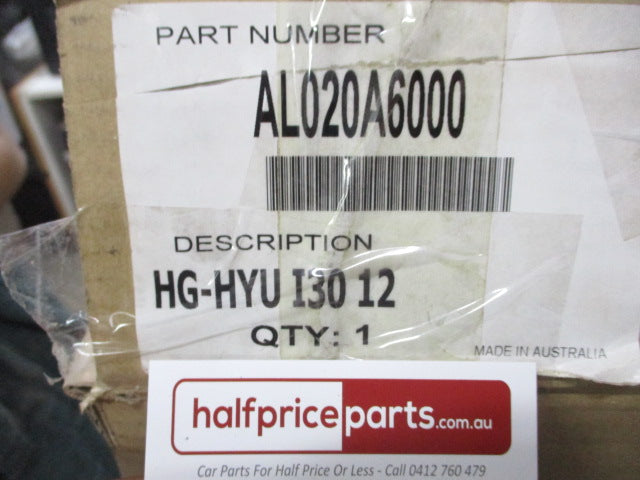 PART NUMBER
AL020A6000
DESCRIPTION
HG-HYU I30 12
QTY: 1
MADE IN AUSTRALIA
halfpriceparts.com.au
Car Parts For Half Price Or Less - Call 0412 760 479